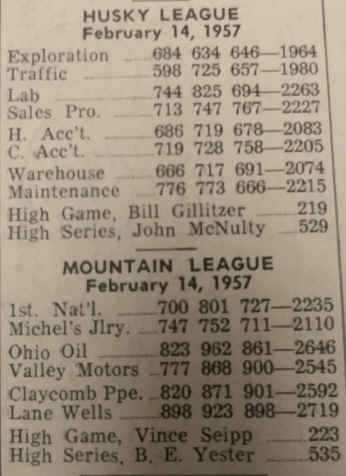 HUSKY LEAGUE
February 14, 1957
Exploration 684 634 646—1964
Traffic 598 725 657—1980
Lab 744 825 694—2263
Sales Pro. 713 747 767—2227
H. Acc't. 686 719 678—2083
C. Acc't. 719 728 758—2205
Warehouse 666 717 691—2074
Maintenance 776 773 666—2215
High Game, Bill Gillitzer 219
High Series, John McNulty 529
MOUNTAIN LEAGUE
February 14, 1957
1st. Nat'l. 700 801 727—2235
Michel's Jlry. 747 752 711—2110
Ohio Oil 823 962 861—2646
Valley Motors 777 868 900—2545
Claycomb Ppe. 820 871 901—2592
Lane Wells 898 923 898—2719
High Game, Vince Seipp 223
High Series, B. E. Yester 535